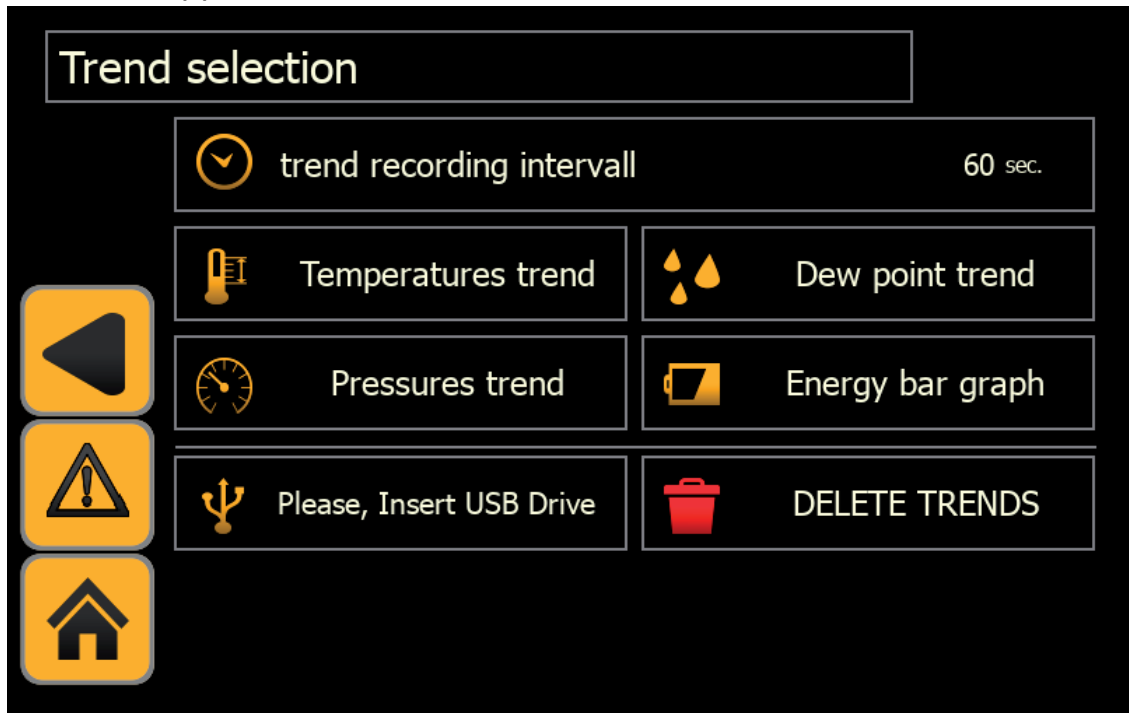 Trend selection
trend recording intervall 60 sec.
Temperatures trend
Dew point trend
Pressures trend
Energy bar graph
Please, Insert USB Drive
DELETE TRENDS